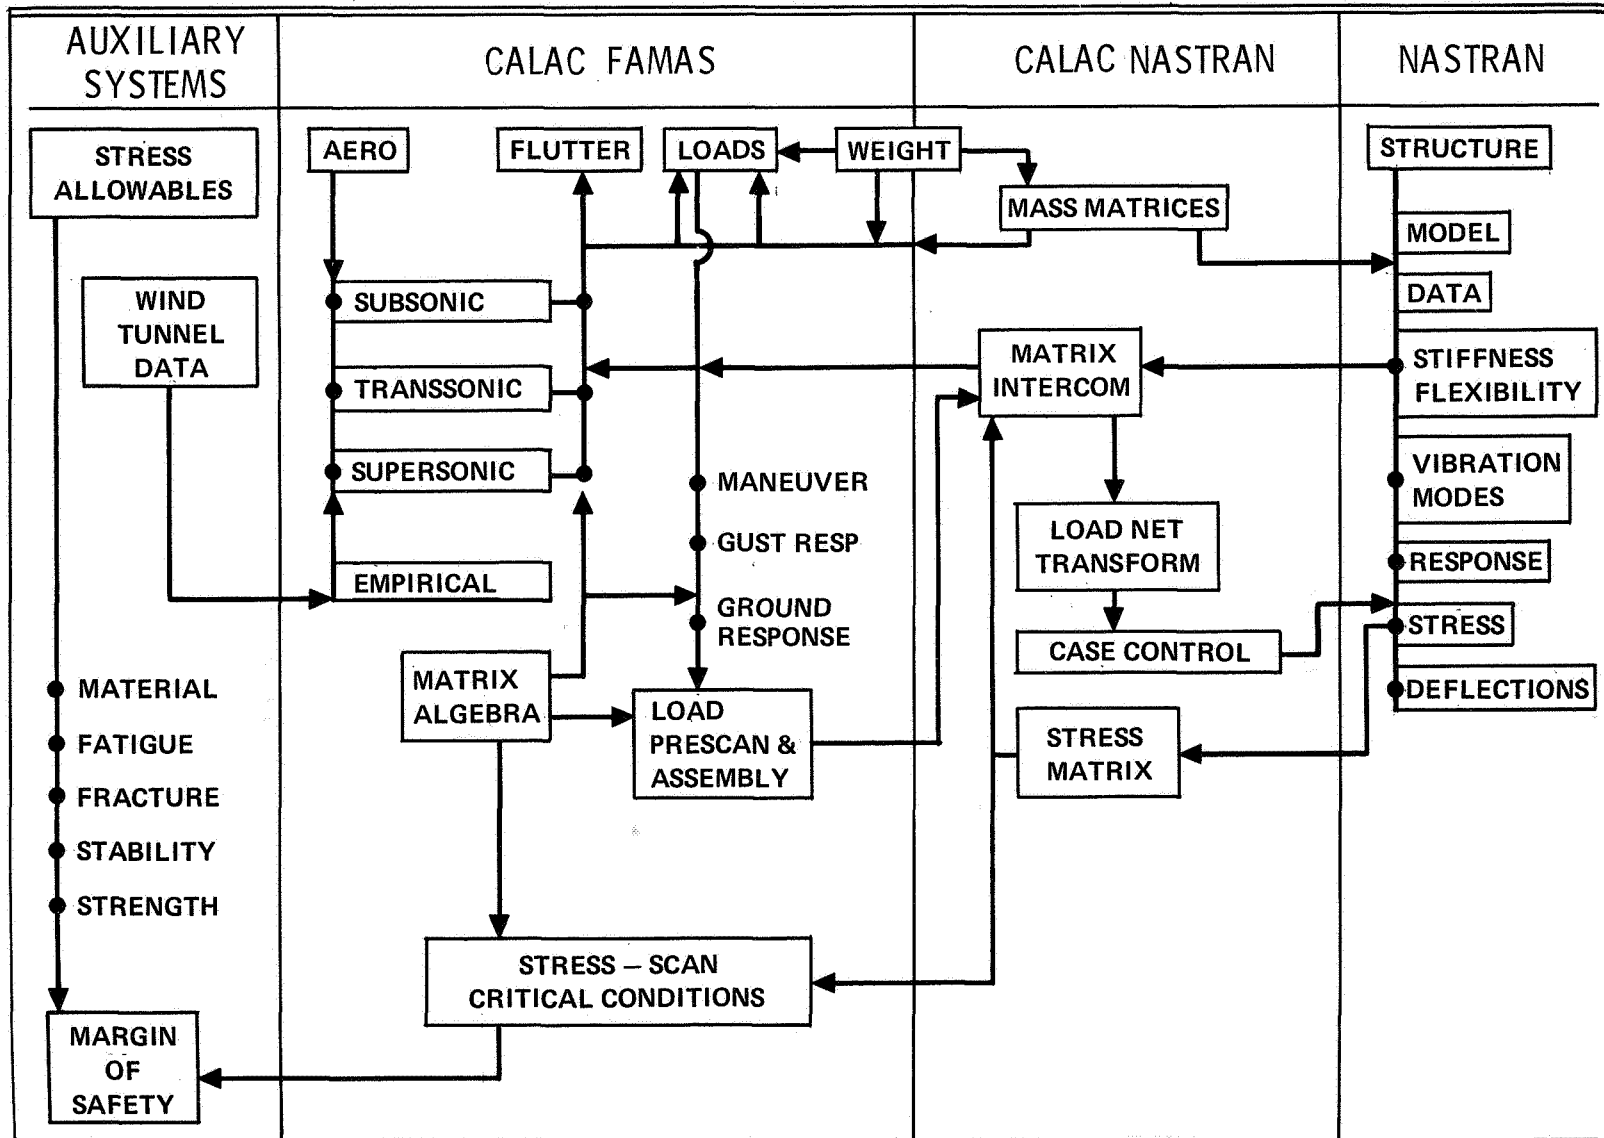 AUXILIARY
SYSTEMS
CALAC FAMAS
CALAC NASTRAN
NASTRAN
STRESS
ALLOWABLES
WIND
TUNNEL
DATA
MATERIAL
FATIGUE
FRACTURE
STABILITY
STRENGTH
MARGIN
OF
SAFETY
AERO
FLUTTER
LOADS
WEIGHT
SUBSONIC
TRANSSONIC
SUPERSONIC
EMPIRICAL
MANEUVER
GUST RESP
GROUND
RESPONSE
MATRIX
ALGEBRA
LOAD
PRESCAN &
ASSEMBLY
STRESS – SCAN
CRITICAL CONDITIONS
MASS MATRICES
MATRIX
INTERCOM
LOAD NET
TRANSFORM
CASE CONTROL
STRESS
MATRIX
STRUCTURE
MODEL
DATA
STIFFNESS
FLEXIBILITY
VIBRATION
MODES
RESPONSE
STRESS
DEFLECTIONS